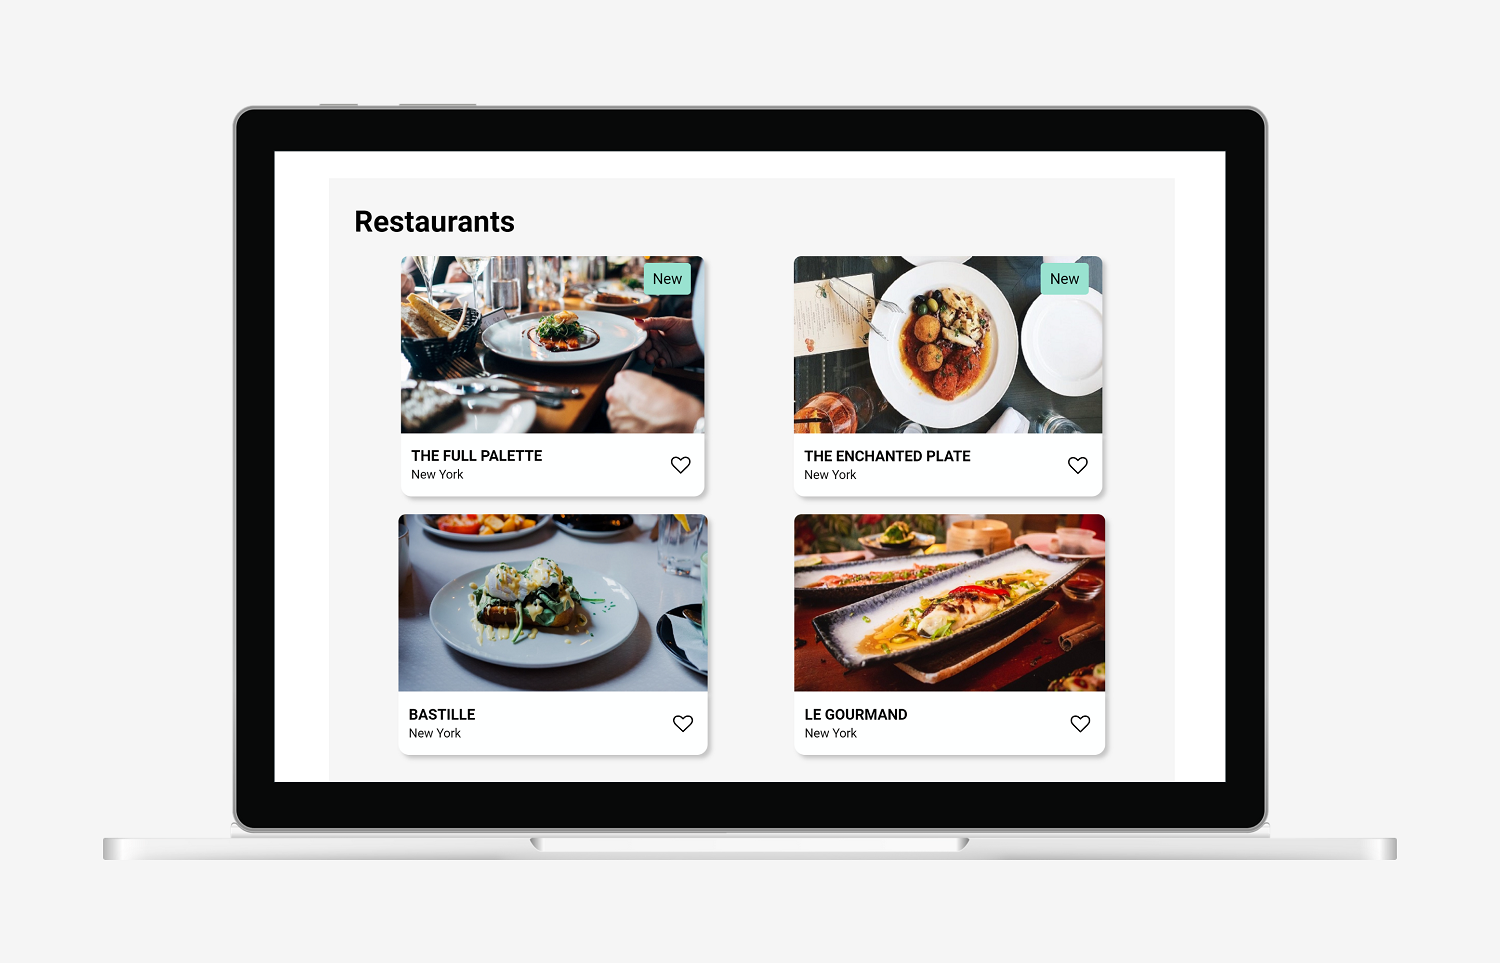 Restaurants
New
New
THE FULL PALETTE
New York
THE ENCHANTED PLATE
New York
BASTILLE
New York
LE GOURMAND
New York